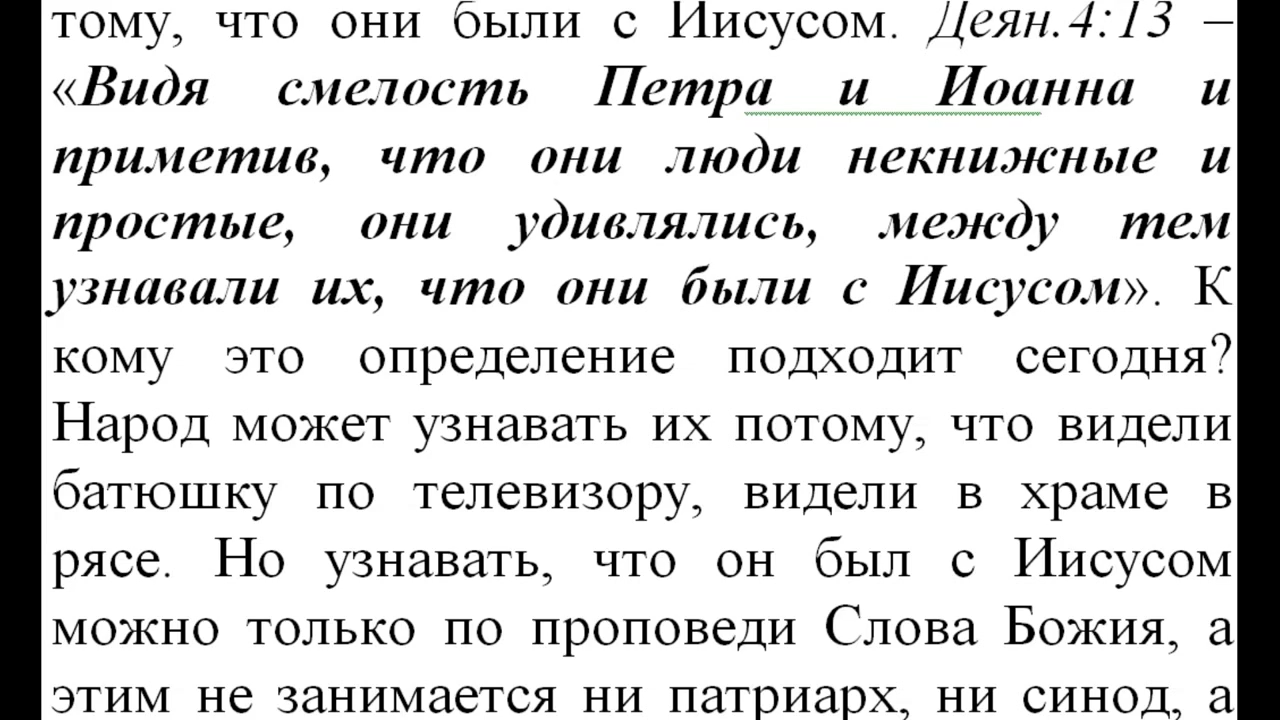 тому, что они были с Иисусом. Деян.4:13 –
«Видя смелость Петра и Иоанна и
приметив, что они люди некнижные и
простые, они удивлялись, между тем
узнавали их, что они были с Иисусом». К
кому это определение подходит сегодня?
Народ может узнавать их потому, что видели
батюшку по телевизору, видели в храме в
рясе. Но узнавать, что он был с Иисусом
можно только по проповеди Слова Божия, а
этим не занимается ни патриарх, ни синод, а